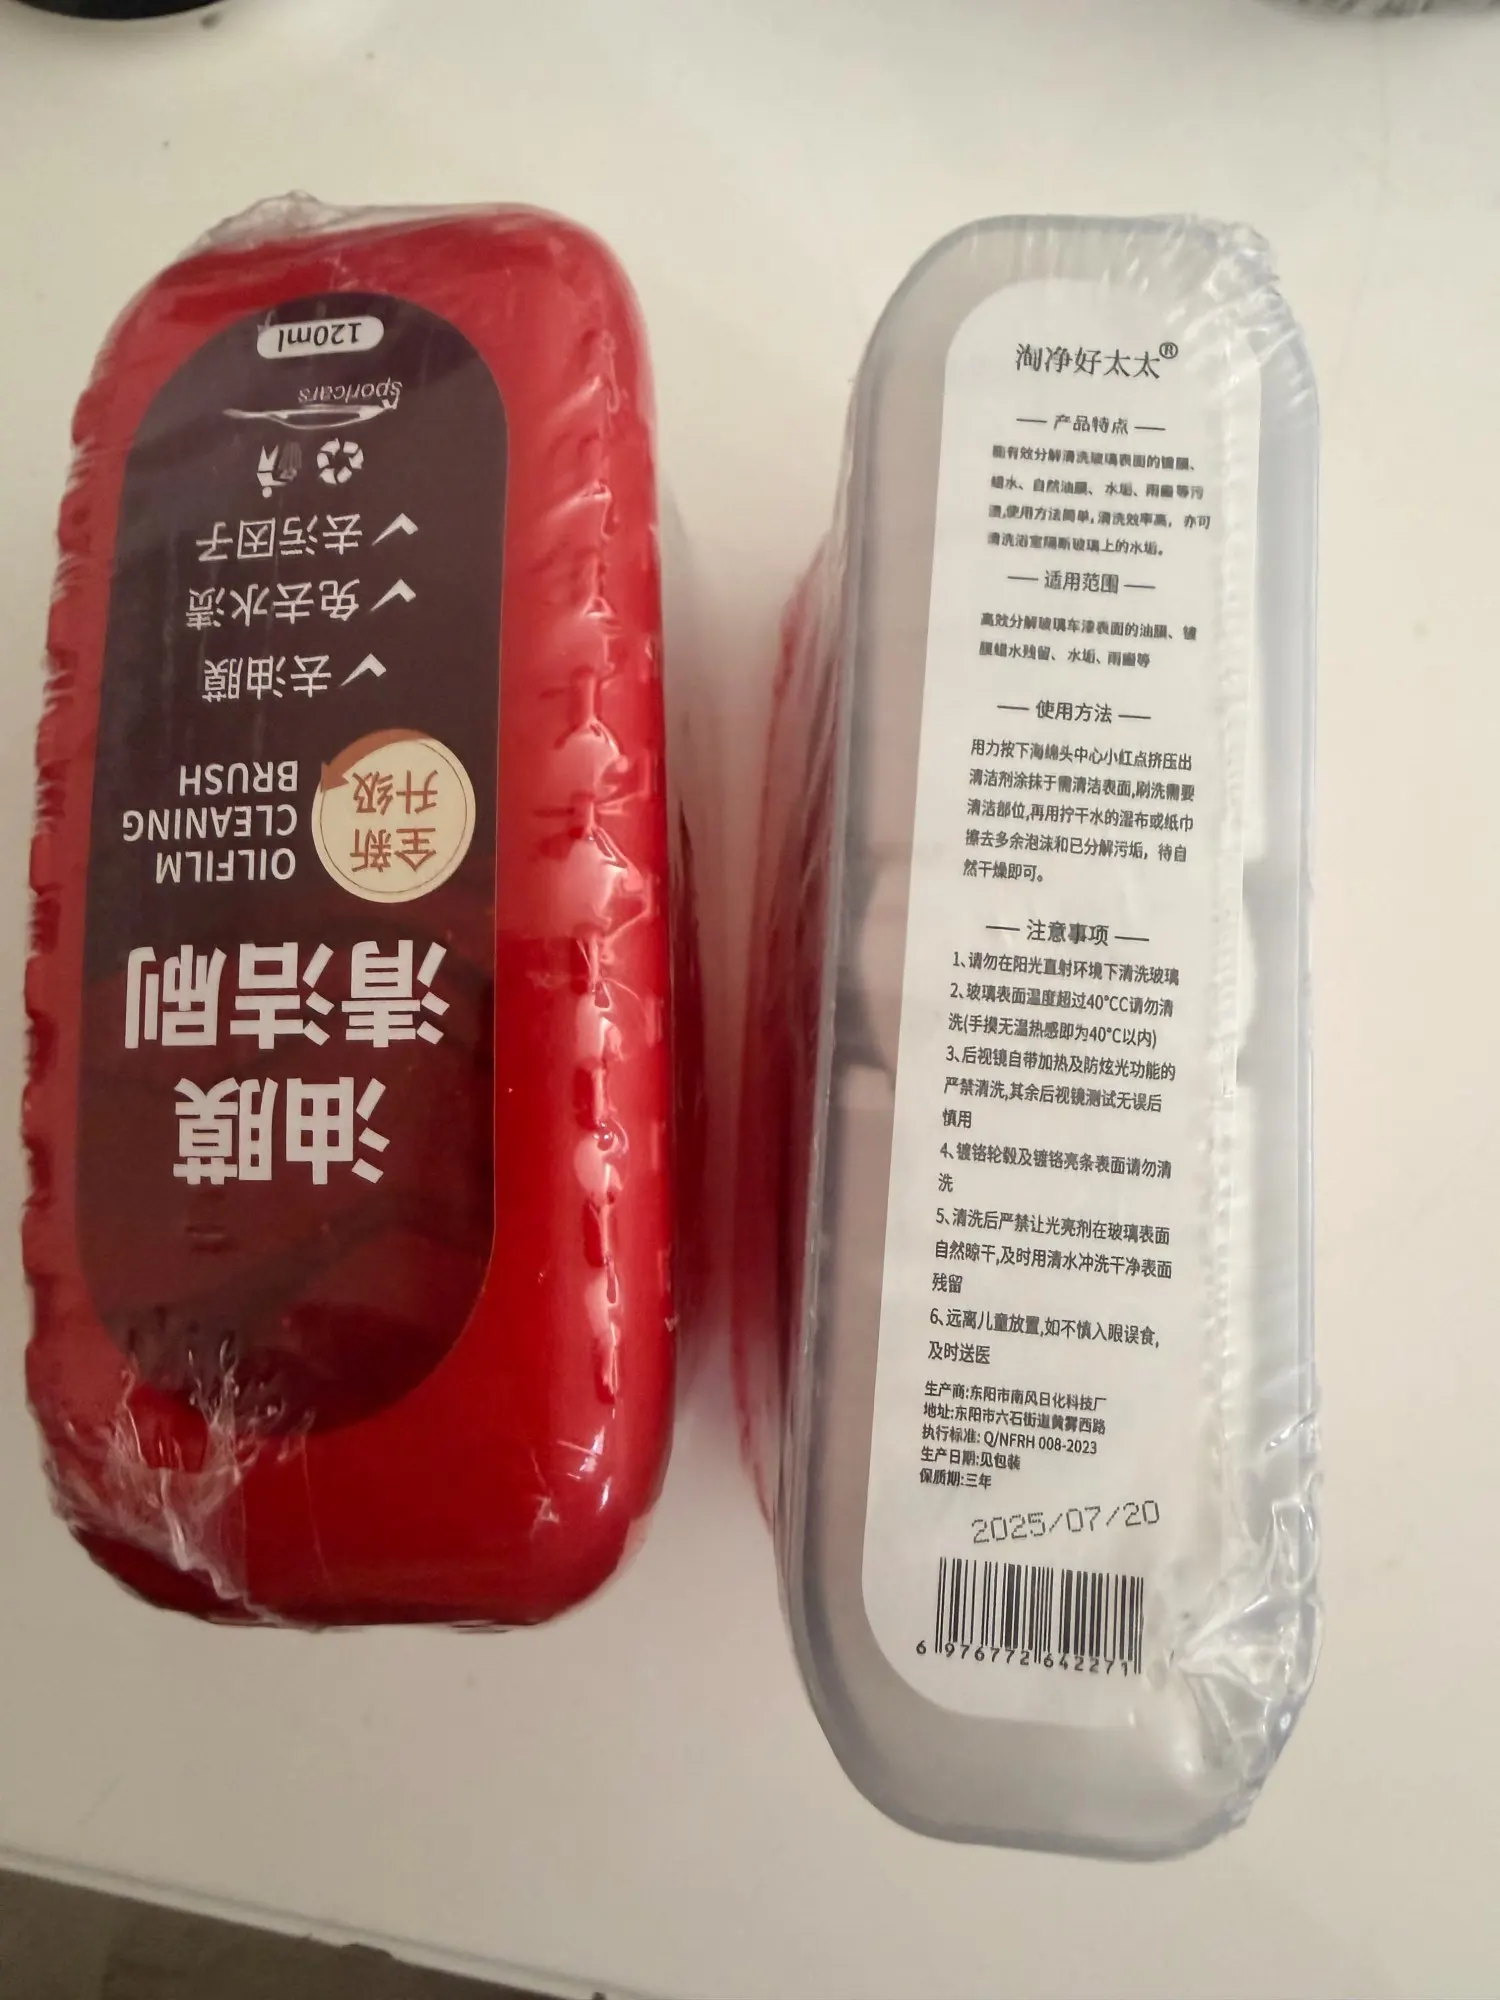 油膜
清洁刷
OILFILM
CLEANING
BRUSH
全新
升级
✓去油膜
✓免去水渍
✓去污因子
sporlcars
120ml
淘净好太太®
— 产品特点 —
能有效分解清洗玻璃表面的镀膜、
蜡水、自然油膜、水垢、雨斑等污
渍,使用方法简单,清洗效率高，亦可
清洗浴室隔断玻璃上的水垢。
— 适用范围 —
高效分解玻璃车漆表面的油膜、镀
膜蜡水残留、水垢、雨斑等
— 使用方法 —
用力按下海绵头中心小红点挤压出
清洁剂涂抹于需清洁表面,刷洗需要
清洁部位,再用拧干水的湿布或纸巾
擦去多余泡沫和已分解污垢，待自
然干燥即可。
— 注意事项 —
1、请勿在阳光直射环境下清洗玻璃
2、玻璃表面温度超过40°CC请勿清
洗(手摸无温热感即为40°C以内)
3、后视镜自带加热及防炫光功能的
严禁清洗,其余后视镜测试无误后
慎用
4、镀铬轮毂及镀铬亮条表面请勿清
洗
5、清洗后严禁让光亮剂在玻璃表面
自然晾干,及时用清水冲洗干净表面
残留
6、远离儿童放置,如不慎入眼误食,
及时送医
生产商:东阳市南风日化科技厂
地址:东阳市六石街道黄雾西路
执行标准: Q/NFRH 008-2023
生产日期:见包装
保质期:三年
2025/07/20
6 976772 642271